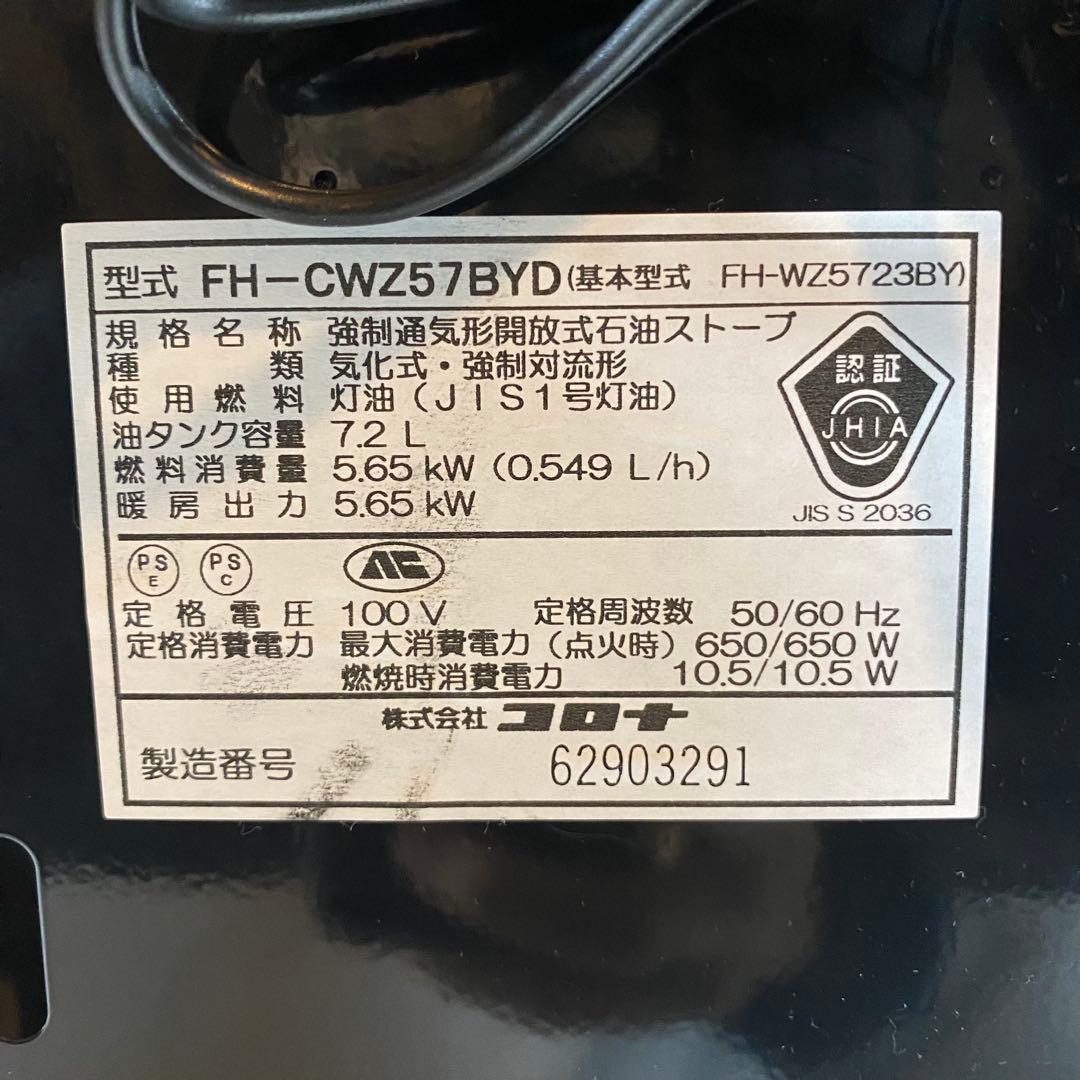 型式 FH-CWZ57BYD(基本型式 FH-WZ5723BY)
規格名称 強制通気形開放式石油ストーブ
種類 気化式・強制対流形
使用燃料 灯油(JIS1号灯油)
油タンク容量 7.2 L
燃料消費量 5.65 kW (0.549 L/h)
暖房出力 5.65 kW
認証
JHIA
JIS S 2036
PS E PS C
定格電圧 100 V 定格周波数 50/60 Hz
定格消費電力 最大消費電力(点火時) 650/650 W
燃焼時消費電力 10.5/10.5 W
株式会社 コロナ
製造番号 62903291